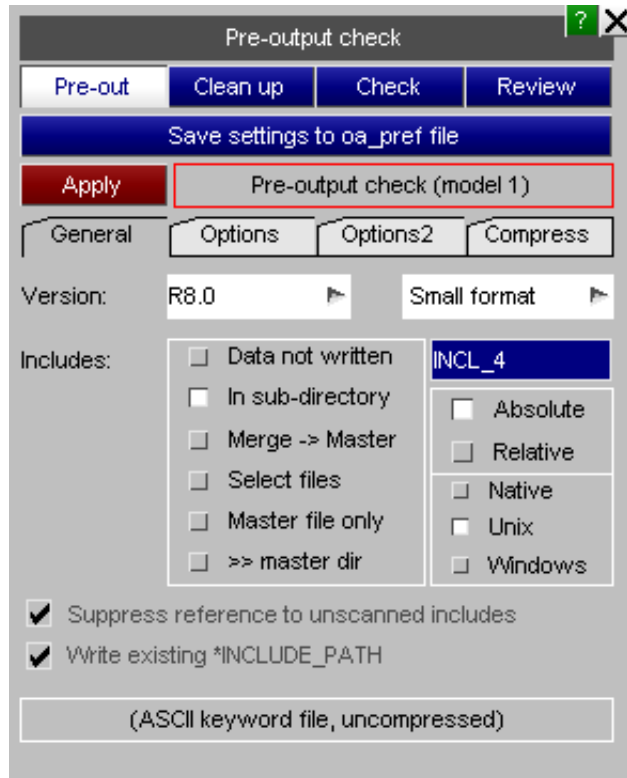 ?
Pre-output check
Pre-out Clean up Check Review
Save settings to oa_pref file
Apply Pre-output check (model 1)
General Options Options2 Compress
Version: R8.0 Small format
Includes: Data not written INCL_4
In sub-directory Absolute
Merge -> Master Relative
Select files Native
Master file only Unix
>> master dir Windows
Suppress reference to unscanned includes
Write existing *INCLUDE_PATH
(ASCII keyword file, uncompressed)